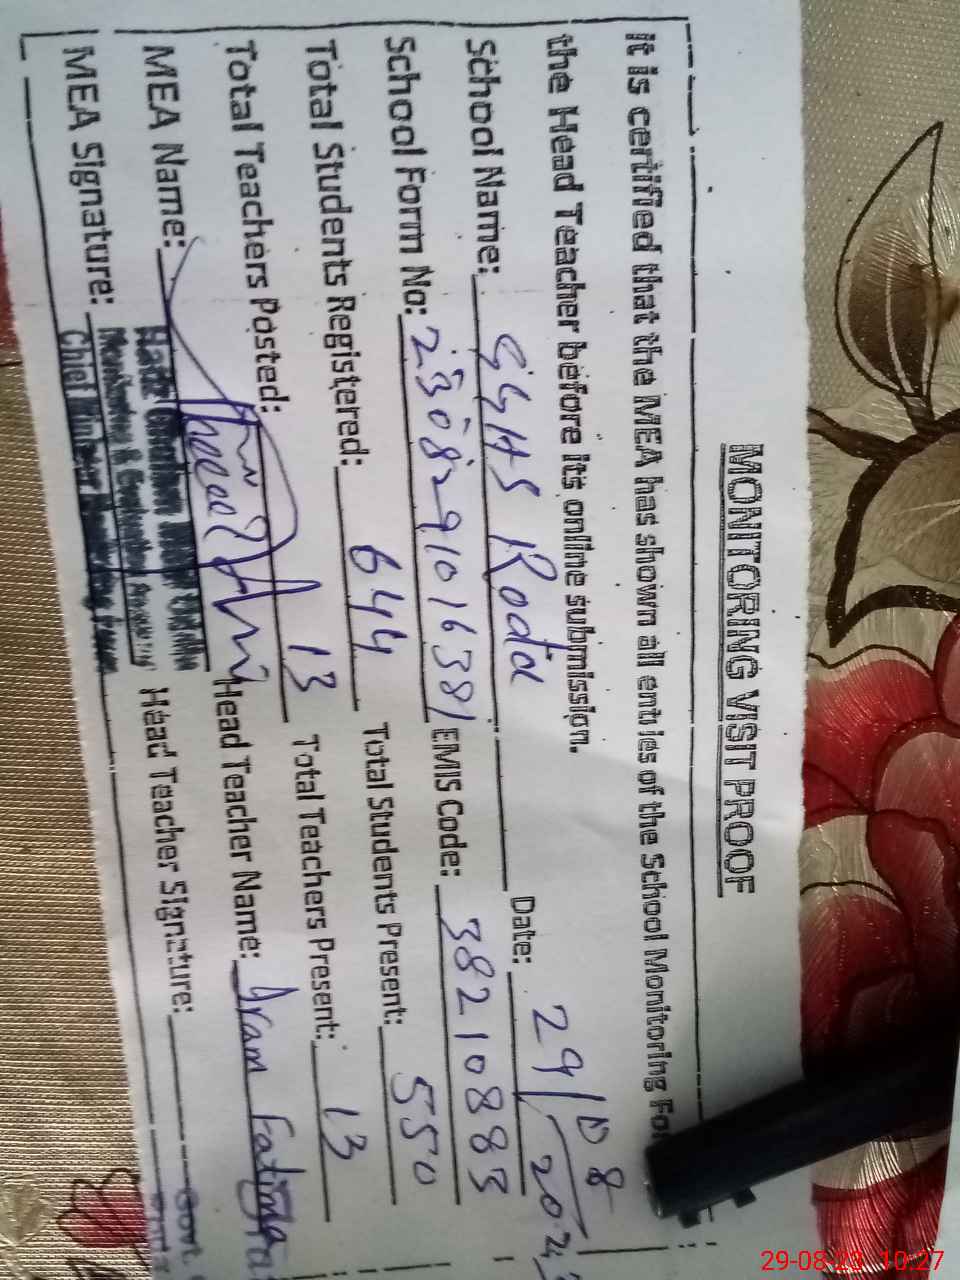 MONITORING VISIT PROOF
it is certified that the MEA has shown all entries of the School Monitoring For
the Head Teacher before its online submission.
School Name: GGHS Roda Date: 29/08/202
School Form No: 230829101638 EMIS Code: 38210883
Total Students Registered: 644 Total Students Present: 550
Total Teachers Posted: 13 Total Teachers Present: 13
MEA Name: Head Teacher Name: Iram Fatima
MEA Signature: Head Teacher Signature:
Govt
29-08-23 10:27